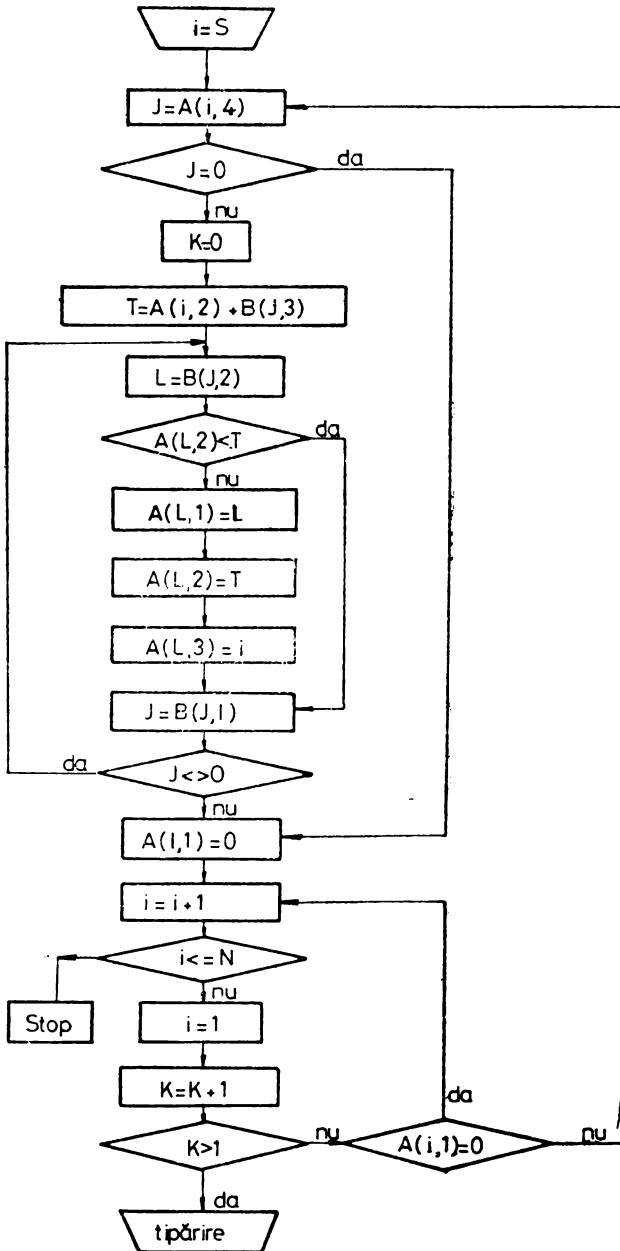 i=S
J=A(i,4)
J=0
da
nu
K=0
T=A(i,2)+B(J,3)
L=B(J,2)
A(L,2)<T
da
nu
A(L,1)=L
A(L,2)=T
A(L,3)=i
J=B(J,1)
J<>0
da
nu
A(I,1)=0
i=i+1
i<=N
nu
Stop
i=1
K=K+1
da
K>1
nu
A(i,1)=0
nu
da
tipărire